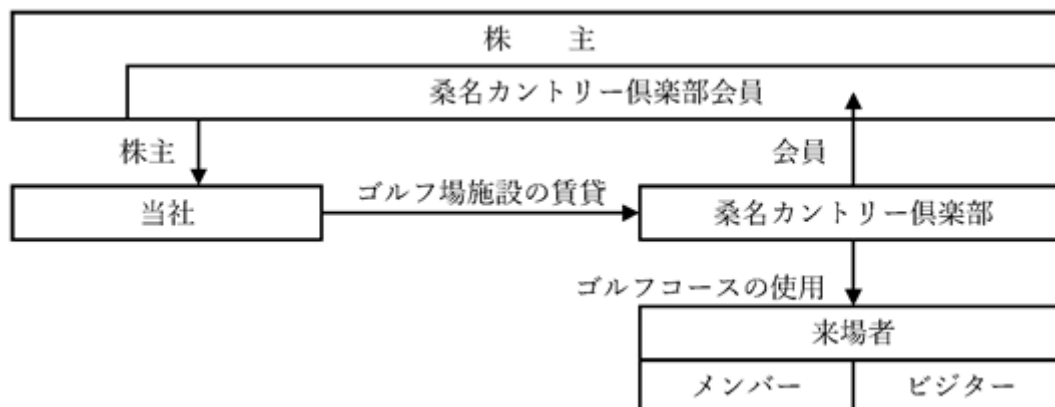 株　主
桑名カントリー倶楽部会員
株主
会員
当社
ゴルフ場施設の賃貸
桑名カントリー倶楽部
ゴルフコースの使用
来場者
メンバー
ビジター